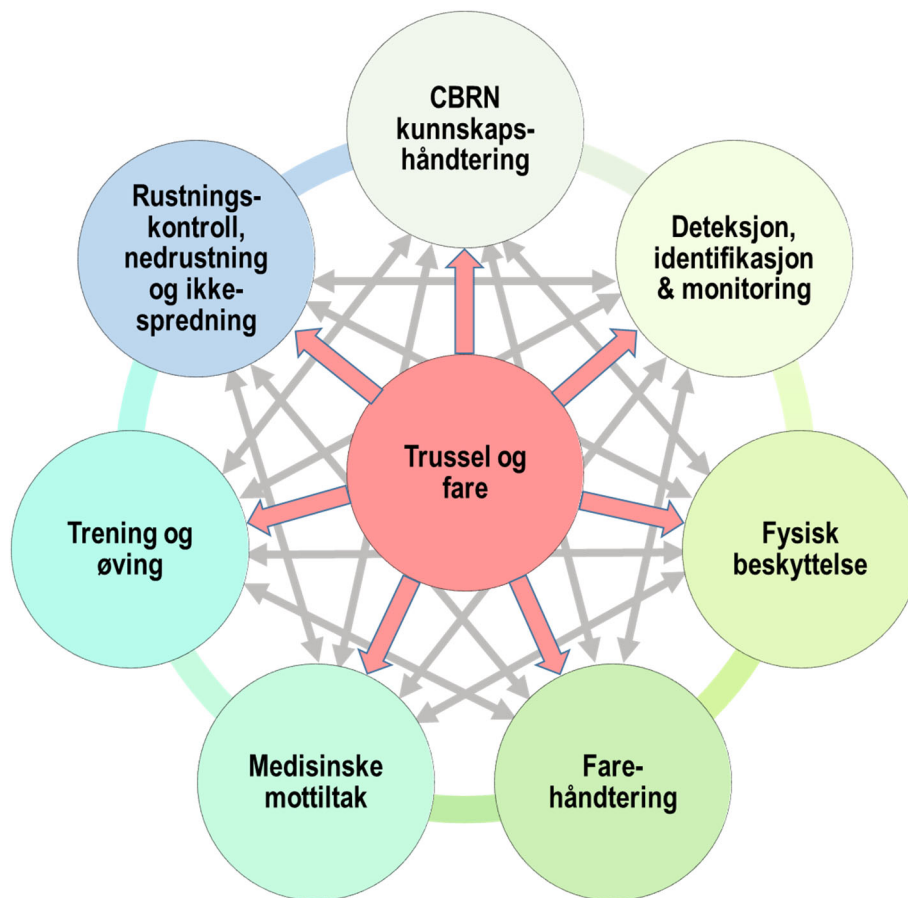 CBRN
kunnskaps-
håndtering
Rustnings-
kontroll,
nedrustning
og ikke-
spredning
Deteksjon,
identifikasjon
& monitoring
Trussel og
fare
Trening og
øving
Fysisk
beskyttelse
Medisinske
mottiltak
Fare-
håndtering